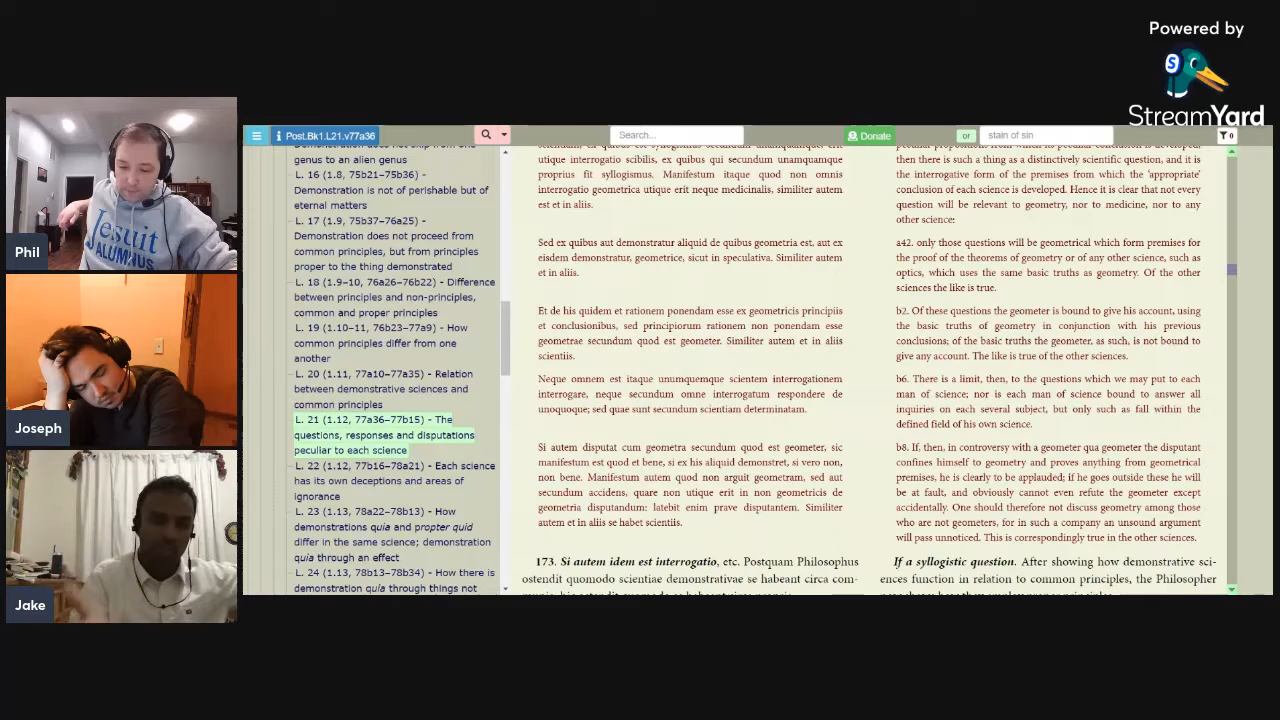 Powered by
S
StreamYard
Post.Bk1.L21.v77a36
Search...
Donate
or
stain of sin
0
Phil
Jesuit
ALUMNUS
Joseph
Jake
genus to an alien genus
L. 16 (1.8, 75b21–75b36) -
Demonstration is not of perishable but of
eternal matters
L. 17 (1.9, 75b37–76a25) -
Demonstration does not proceed from
common principles, but from principles
proper to the thing demonstrated
L. 18 (1.9–10, 76a26–76b22) - Difference
between principles and non-principles,
common and proper principles
L. 19 (1.10–11, 76b23–77a9) - How
common principles differ from one
another
L. 20 (1.11, 77a10–77a35) - Relation
between demonstrative sciences and
common principles
L. 21 (1.12, 77a36–77b15) - The
questions, responses and disputations
peculiar to each science
L. 22 (1.12, 77b16–78a21) - Each science
has its own deceptions and areas of
ignorance
L. 23 (1.13, 78a22–78b13) - How
demonstrations quia and propter quid
differ in the same science; demonstration
quia through an effect
L. 24 (1.13, 78b13–78b34) - How there is
demonstration quia through things not
utique interrogatio scibilis, ex quibus qui secundum unamquamque
proprius fit syllogismus. Manifestum itaque quod non omnis
interrogatio geometrica utique erit neque medicinalis, similiter autem
est et in aliis.
Sed ex quibus aut demonstratur aliquid de quibus geometria est, aut ex
eisdem demonstratur, geometrice, sicut in speculativa. Similiter autem
et in aliis.
Et de his quidem et rationem ponendam esse ex geometricis principiis
et conclusionibus, sed principiorum rationem non ponendam esse
geometrae secundum quod est geometer. Similiter autem et in aliis
scientiis.
Neque omnem est itaque unumquemque scientem interrogationem
interrogare, neque secundum omne interrogatum respondere de
unoquoque; sed quae sunt secundum scientiam determinatam.
Si autem disputat cum geometra secundum quod est geometer, sic
manifestum est quod et bene, si ex his aliquid demonstret, si vero non,
non bene. Manifestum autem quod non arguit geometram, sed aut
secundum accidens, quare non utique erit in non geometricis de
geometria disputandum: latebit enim prave disputantem. Similiter
autem et in aliis se habet scientiis.
173. Si autem idem est interrogatio, etc. Postquam Philosophus
ostendit quomodo scientiae demonstrativae se habeant circa com-
then there is such a thing as a distinctively scientific question, and it is
the interrogative form of the premises from which the 'appropriate'
conclusion of each science is developed. Hence it is clear that not every
question will be relevant to geometry, nor to medicine, nor to any
other science:
a42. only those questions will be geometrical which form premises for
the proof of the theorems of geometry or of any other science, such as
optics, which uses the same basic truths as geometry. Of the other
sciences the like is true.
b2. Of these questions the geometer is bound to give his account, using
the basic truths of geometry in conjunction with his previous
conclusions; of the basic truths the geometer, as such, is not bound to
give any account. The like is true of the other sciences.
b6. There is a limit, then, to the questions which we may put to each
man of science; nor is each man of science bound to answer all
inquiries on each several subject, but only such as fall within the
defined field of his own science.
b8. If, then, in controversy with a geometer qua geometer the disputant
confines himself to geometry and proves anything from geometrical
premises, he is clearly to be applauded; if he goes outside these he will
be at fault, and obviously cannot even refute the geometer except
accidentally. One should therefore not discuss geometry among those
who are not geometers, for in such a company an unsound argument
will pass unnoticed. This is correspondingly true in the other sciences.
If a syllogistic question. After showing how demonstrative sci-
ences function in relation to common principles, the Philosopher